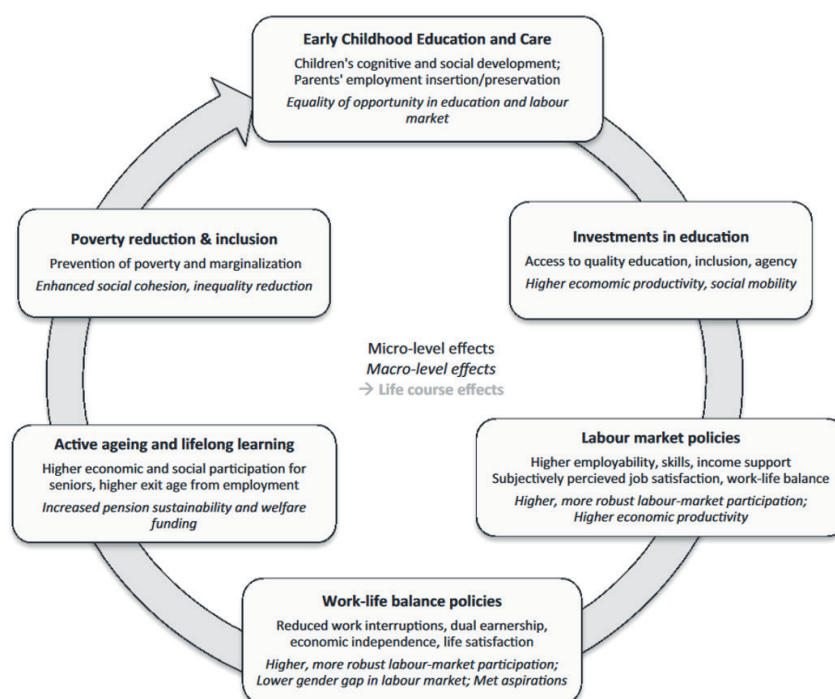 Early Childhood Education and Care
Children's cognitive and social development;
Parents' employment insertion/preservation
Equality of opportunity in education and labour
market
Investments in education
Access to quality education, inclusion, agency
Higher ecomomic productivity, social mobility
Labour market policies
Higher employability, skills, income support
Subjectively percieved job satisfaction, work-life balance
Higher, more robust labour-market participation;
Higher economic productivity
Work-life balance policies
Reduced work interruptions, dual earnership,
economic independence, life satisfaction
Higher, more robust labour-market participation;
Lower gender gap in labour market; Met aspirations
Active ageing and lifelong learning
Higher economic and social participation for
seniors, higher exit age from employment
Increased pension sustainability and welfare
funding
Poverty reduction & inclusion
Prevention of poverty and marginalization
Enhanced social cohesion, inequality reduction
Micro-level effects
Macro-level effects
→ Life course effects